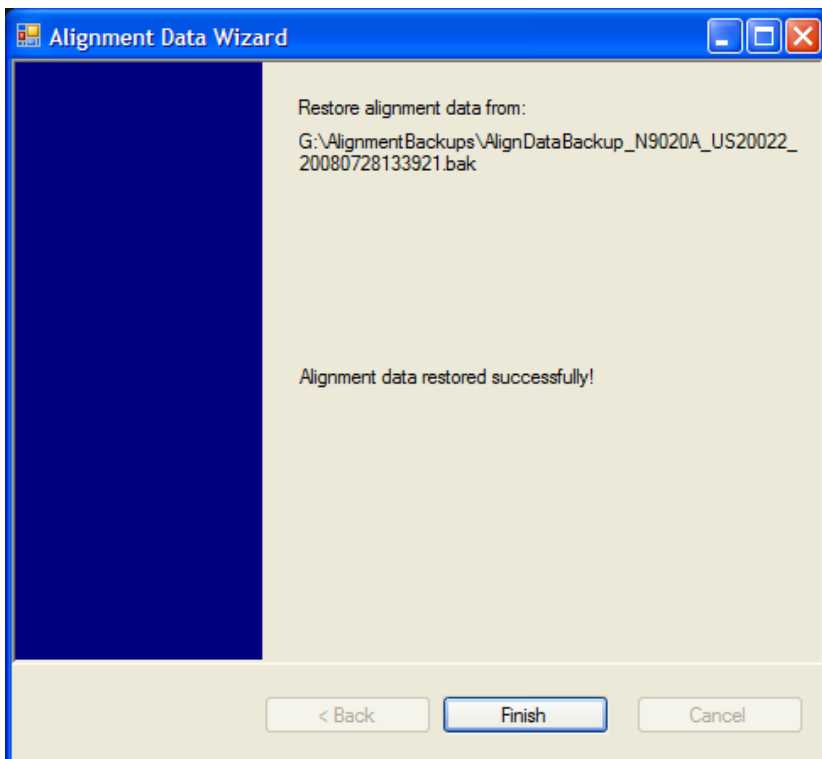 Alignment Data Wizard
Restore alignment data from:
G:\AlignmentBackups\AlignDataBackup_N9020A_US20022_
20080728133921.bak
Alignment data restored successfully!
< Back
Finish
Cancel